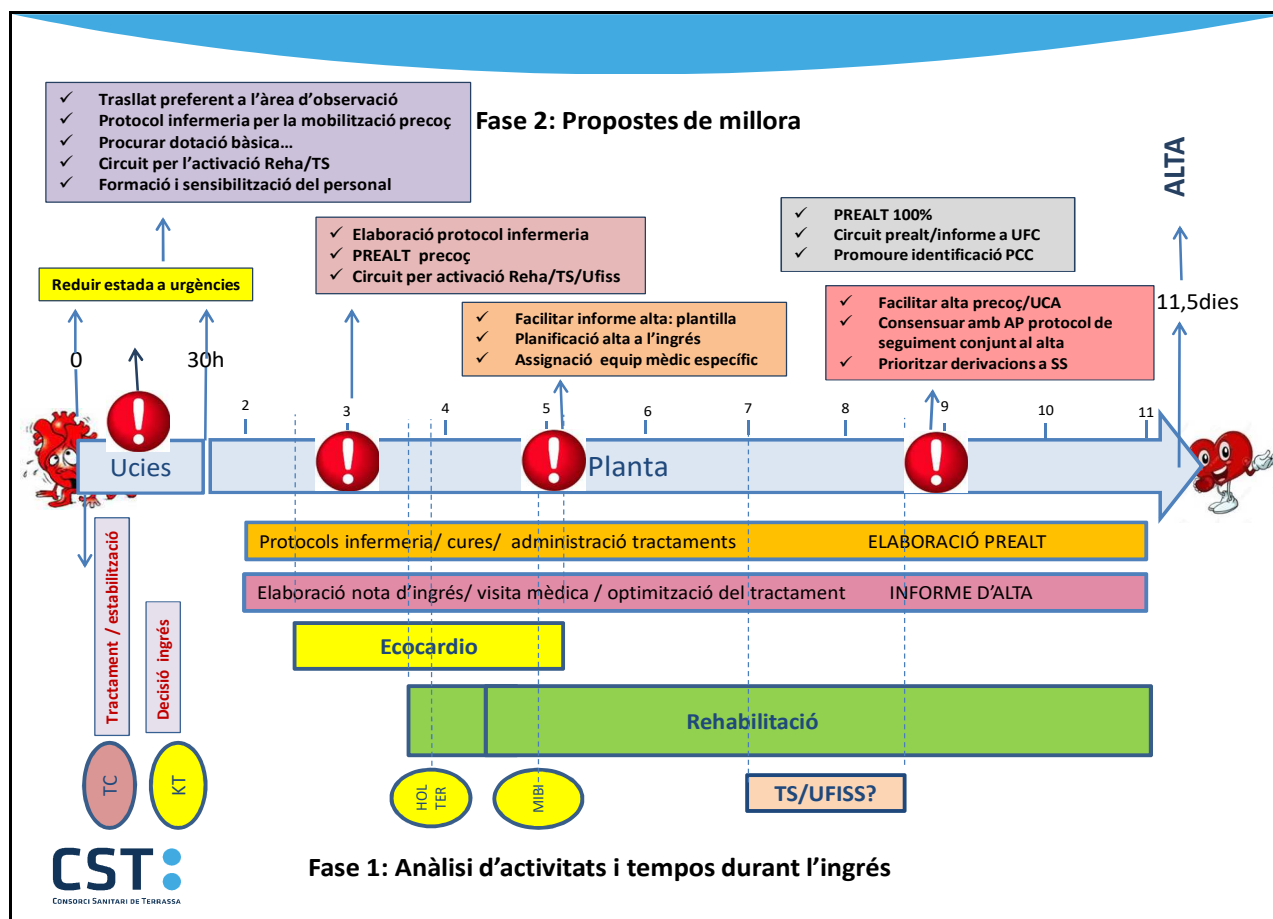 Trasllat preferent a l'àrea d'observació
Protocol infermeria per la mobilització precoç
Procurar dotació bàsica…
Circuit per l'activació Reha/TS
Formació i sensibilització del personal
Fase 2: Propostes de millora
ALTA
Reduir estada a urgències
Elaboració protocol infermeria
PREALT precoç
Circuit per activació Reha/TS/Ufiss
PREALT 100%
Circuit prealt/informe a UFC
Promoure identificació PCC
Facilitar informe alta: plantilla
Planificació alta a l'ingrés
Assignació equip mèdic específic
Facilitar alta precoç/UCA
Consensuar amb AP protocol de
seguiment conjunt al alta
Prioritzar derivacions a SS
11,5dies
0
30h
2
3
4
5
6
7
8
9
10
11
Ucies
Planta
Tractament / estabilització
Decisió ingrés
Protocols infermeria/ cures/ administració tractaments
ELABORACIÓ PREALT
Elaboració nota d'ingrés/ visita mèdica / optimització del tractament
INFORME D'ALTA
Ecocardio
Rehabilitació
TC
KT
HOL
TER
MIBI
TS/UFISS?
CST
CONSORCI SANITARI DE TERRASSA
Fase 1: Anàlisi d'activitats i tempos durant l'ingrés